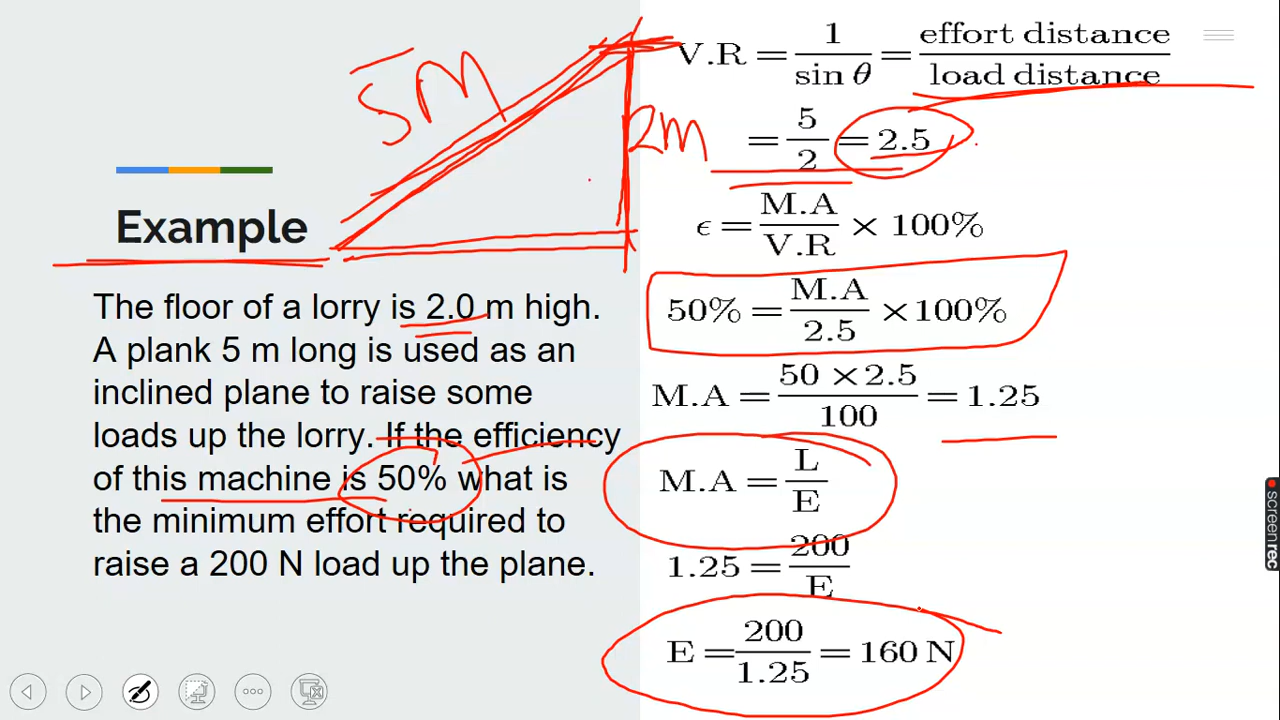 5M
2m
Example
The floor of a lorry is 2.0 m high.
A plank 5 m long is used as an
inclined plane to raise some
loads up the lorry. If the efficiency
of this machine is 50% what is
the minimum effort required to
raise a 200 N load up the plane.
V.R = 1/sin θ = effort distance/load distance
= 5/2 = 2.5
ϵ = M.A/V.R × 100%
50% = M.A/2.5 × 100%
M.A = 50 × 2.5/100 = 1.25
M.A = L/E
1.25 = 200/E
E = 200/1.25 = 160 N
screenrec